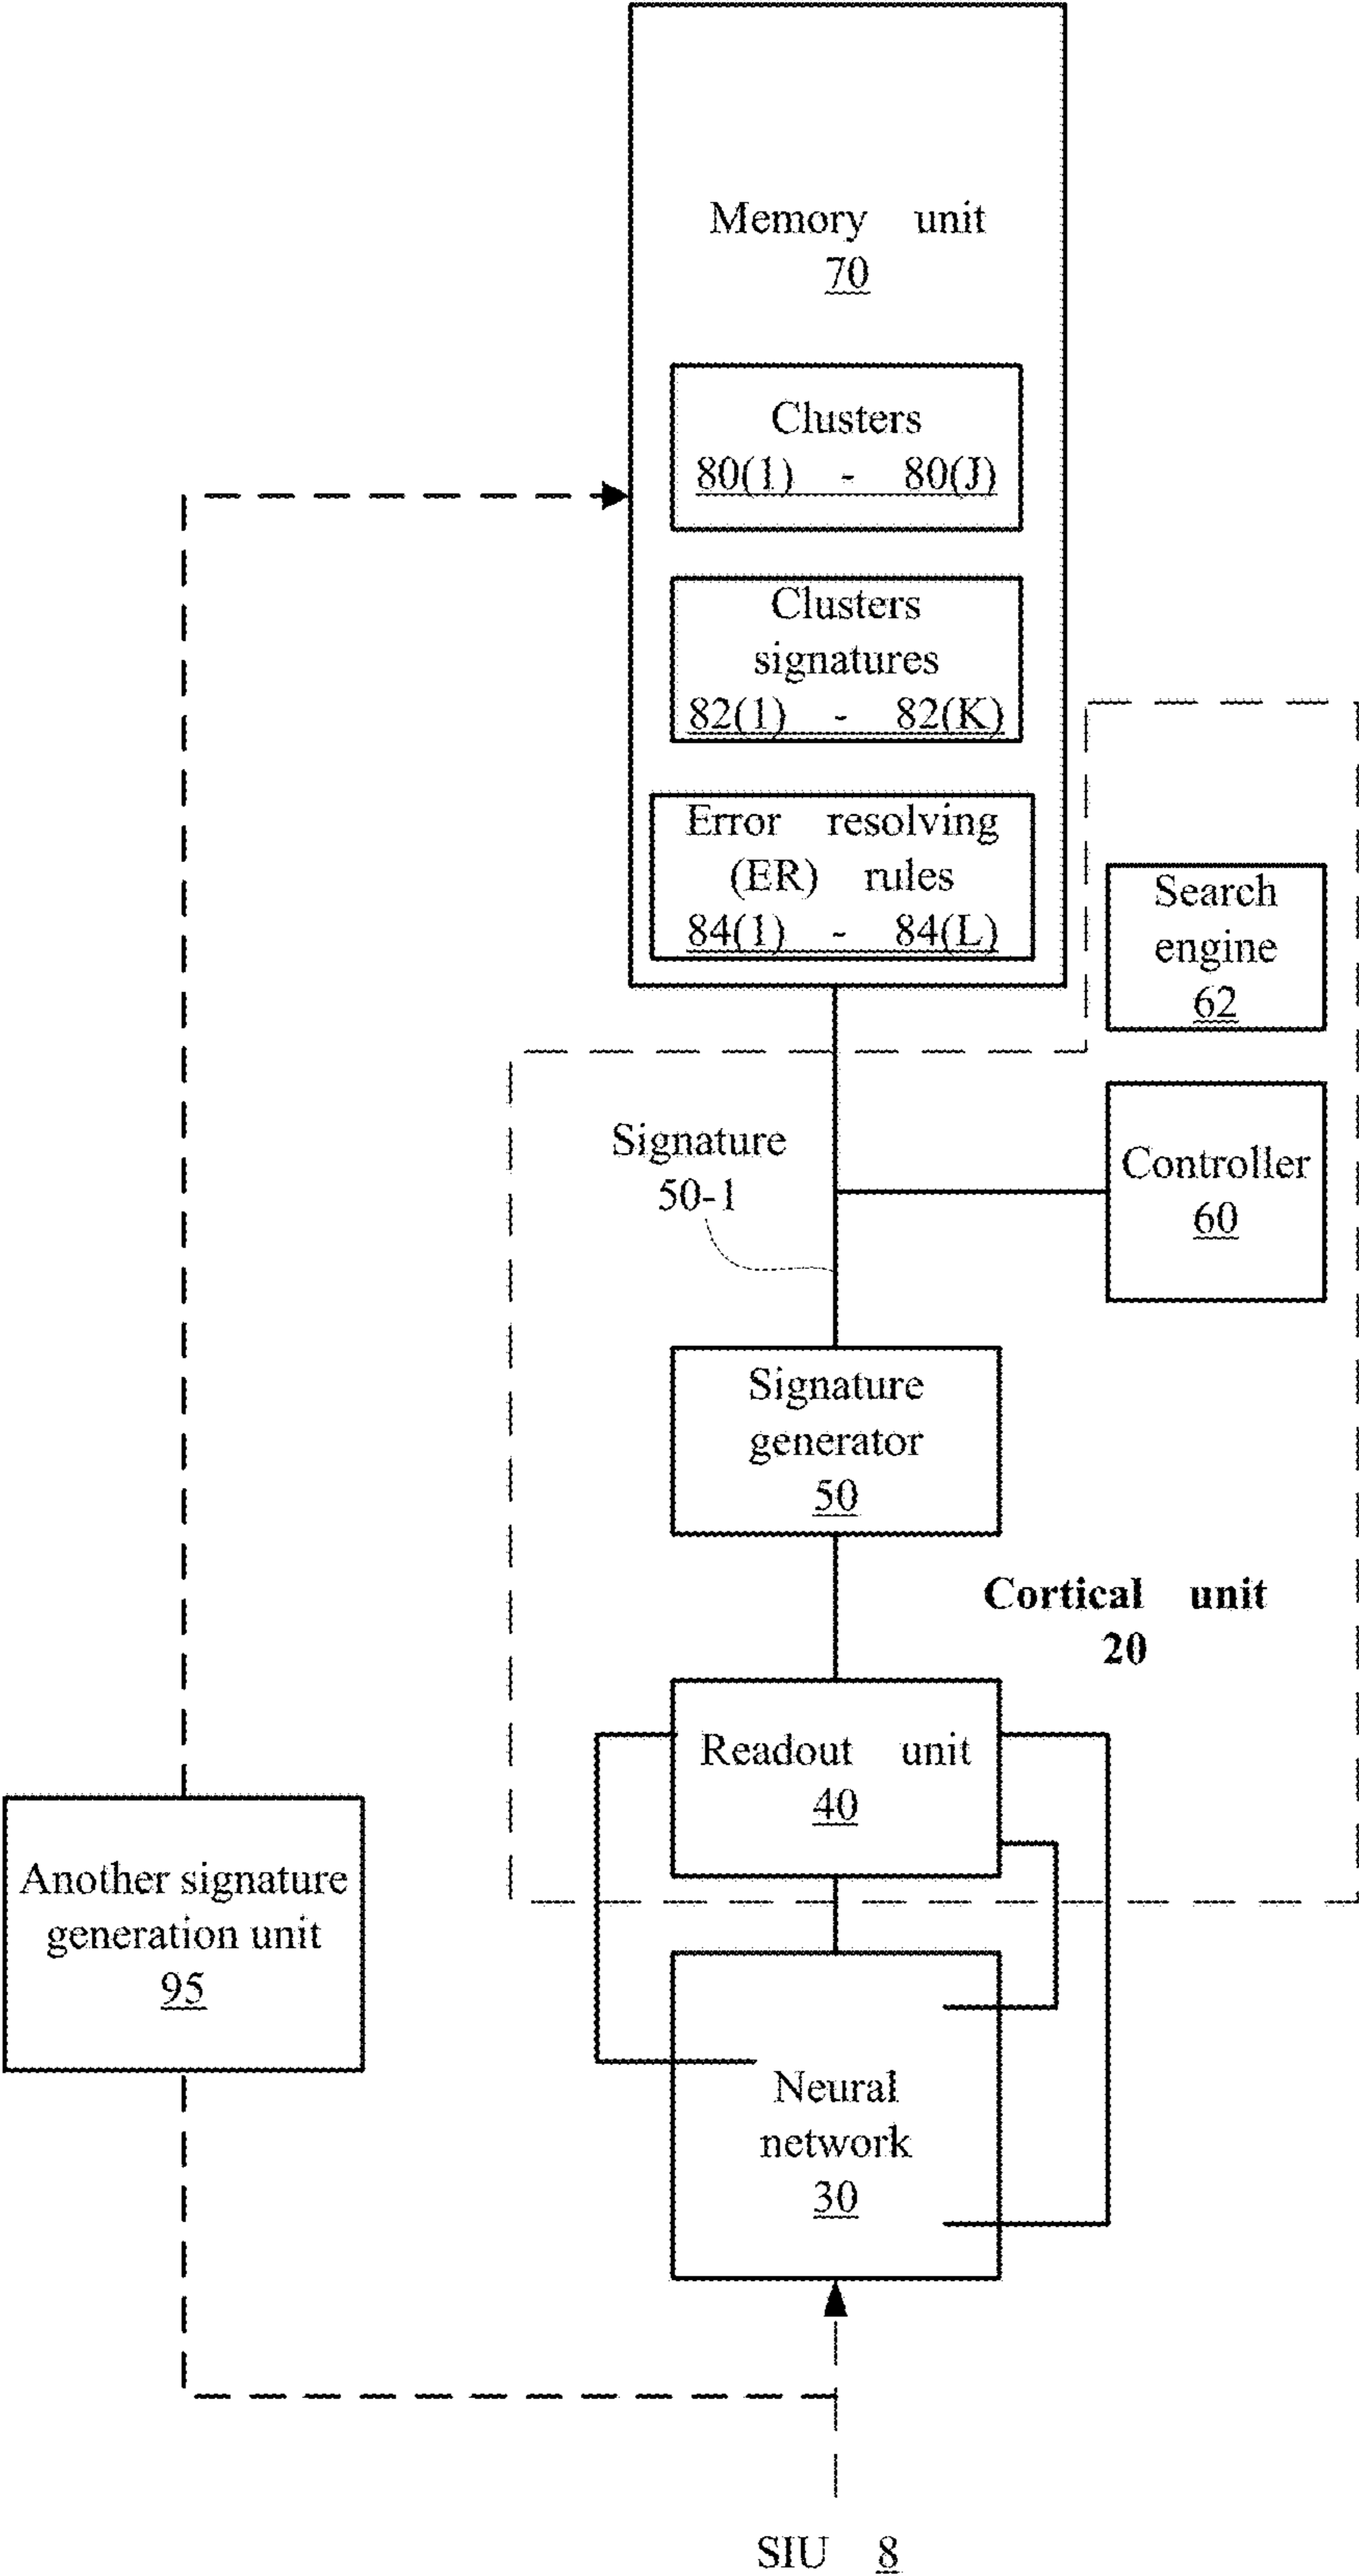 Memory unit
70
Clusters
80(1) - 80(J)
Clusters
signatures
82(1) - 82(K)
Error resolving
(ER) rules
84(1) - 84(L)
Search
engine
62
Signature
50-1
Controller
60
Signature
generator
50
Cortical unit
20
Readout unit
40
Another signature
generation unit
95
Neural
network
30
SIU 8